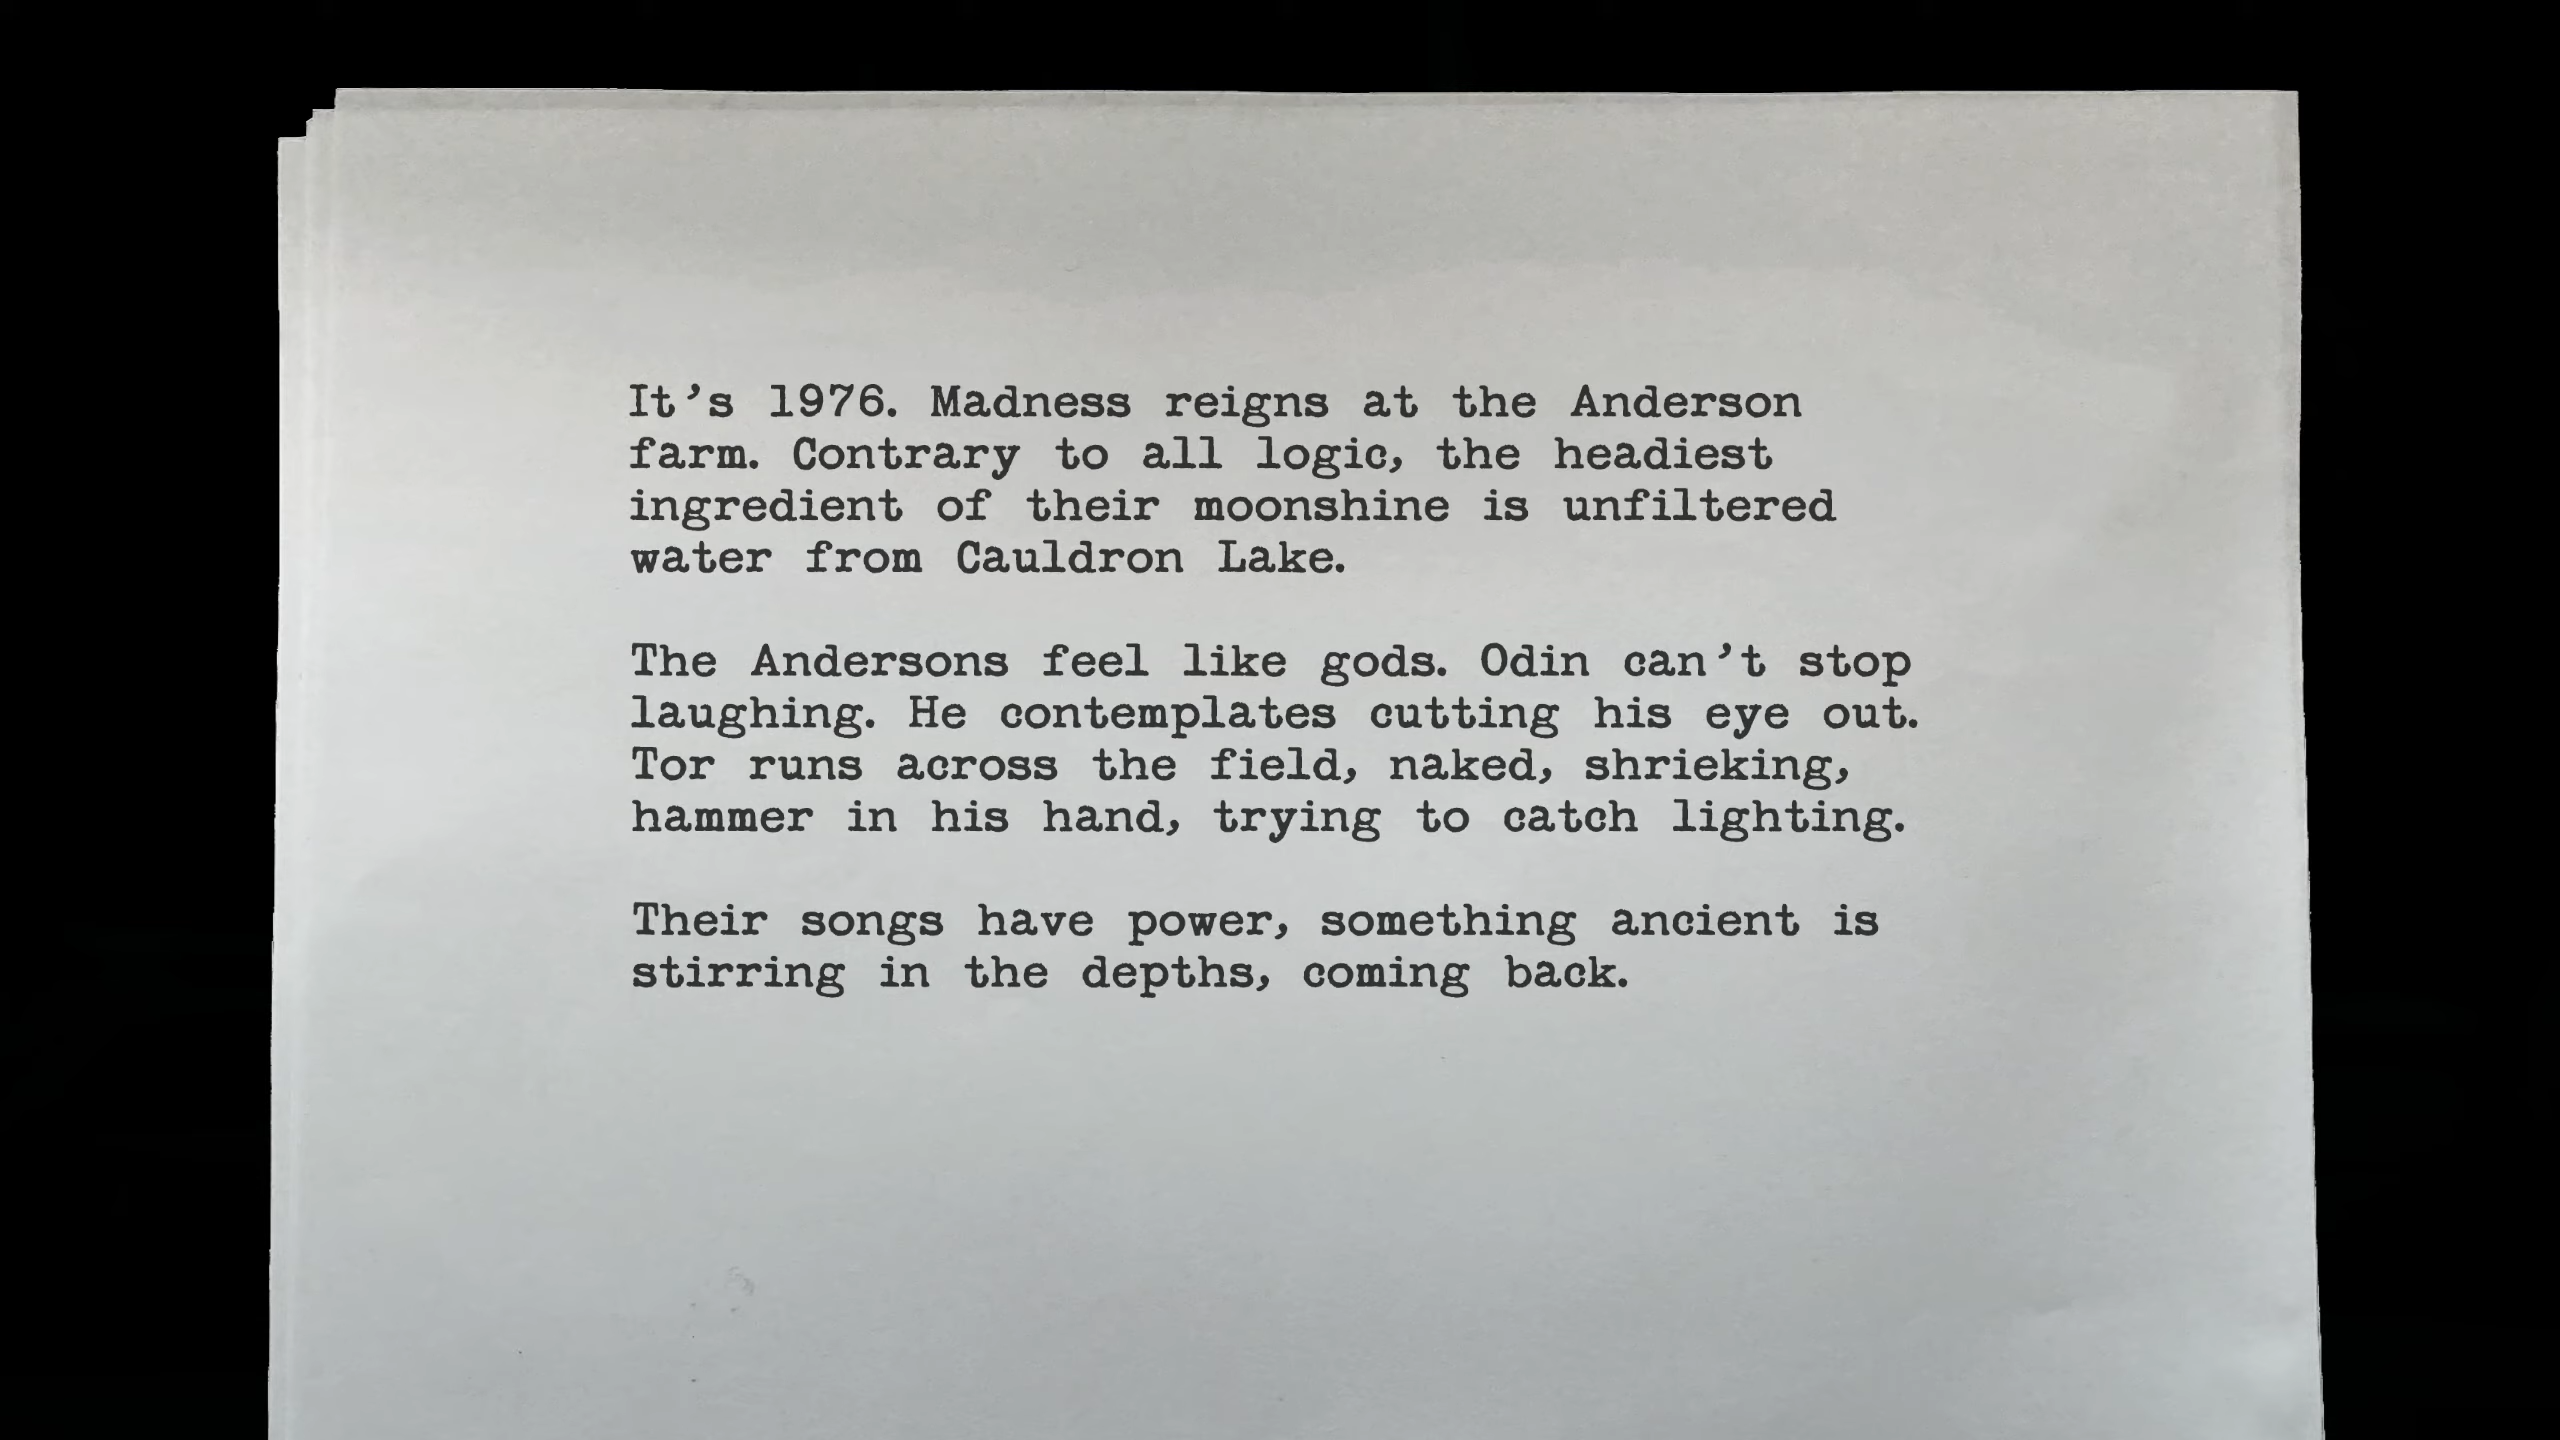 It’s 1976. Madness reigns at the Anderson
farm. Contrary to all logic, the headiest
ingredient of their moonshine is unfiltered
water from Cauldron Lake.
The Andersons feel like gods. Odin can’t stop
laughing. He contemplates cutting his eye out.
Tor runs across the field, naked, shrieking,
hammer in his hand, trying to catch lighting.
Their songs have power, something ancient is
stirring in the depths, coming back.